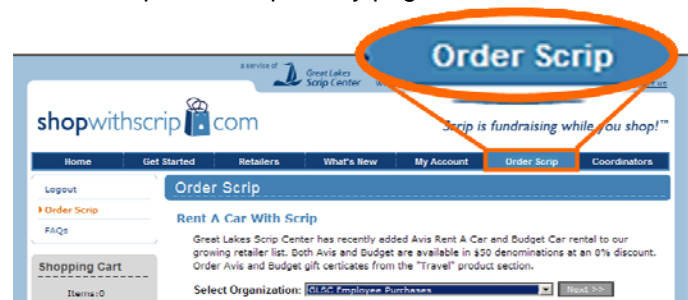 Order Scrip
a service of Great Lakes Scrip Center
shopwithscrip com
Scrip is fundraising while you shop!™
Home Get Started Retailers What's New My Account Order Scrip Coordinators
Logout
Order Scrip
FAQs
Shopping Cart
Items:0
Order Scrip
Rent A Car With Scrip
Great Lakes Scrip Center has recently added Avis Rent A Car and Budget Car rental to our
growing retailer list. Both Avis and Budget are available in $50 denominations at an 8% discount.
Order Avis and Budget gift certicates from the "Travel" product section.
Select Organization: GLSC Employee Purchases Next >>